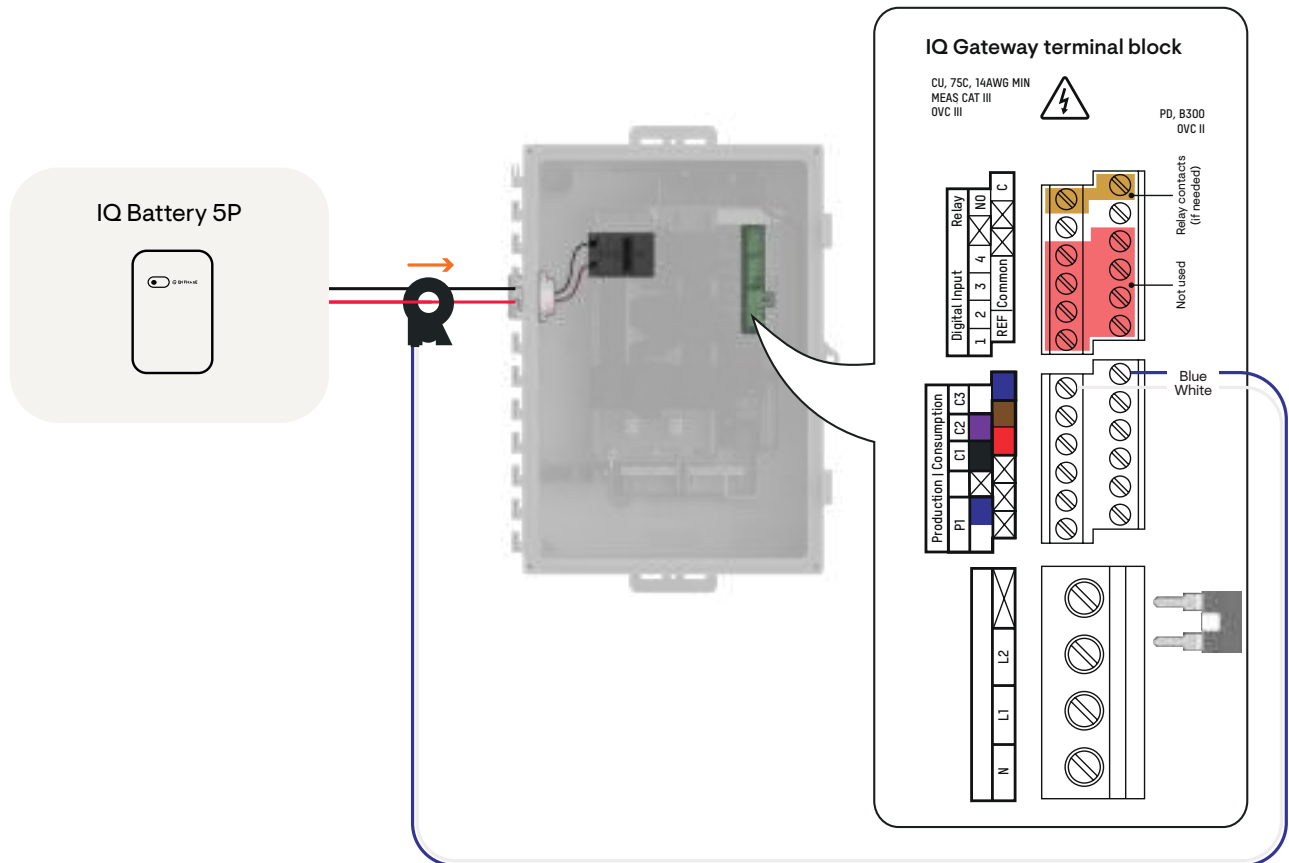 IQ Gateway terminal block
CU, 75C, 14AWG MIN
MEAS CAT III
OVC III
PD, B300
OVC II
IQ Battery 5P
ENPHASE
Relay
NO
C
Digital Input
4
3
2
1
Common
REF
Relay contacts
(if needed)
Not used
Blue
White
Production | Consumption
C3
C2
C1
P1
L2
L1
N